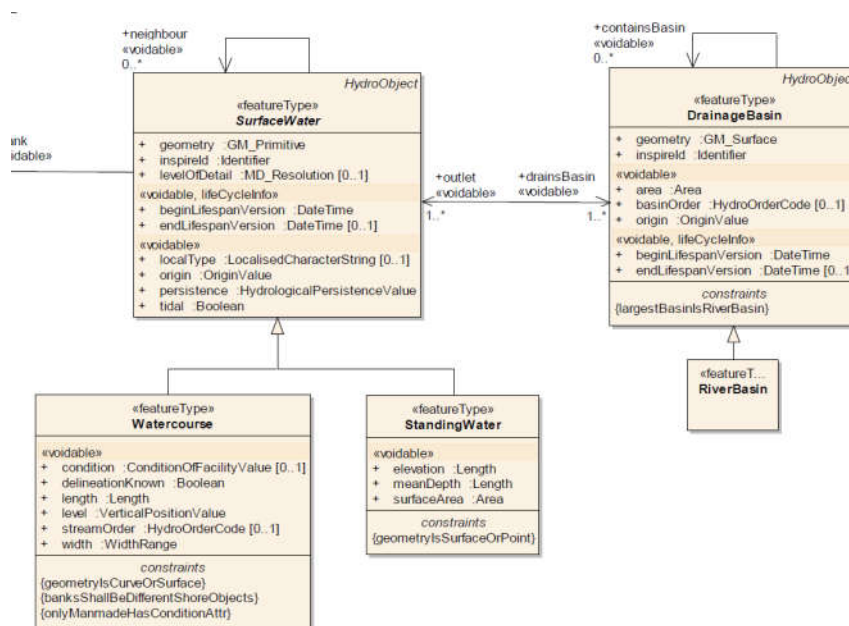 +neighbour
«voidable»
0..*
HydroObject
«featureType»
SurfaceWater
+ geometry :GM_Primitive
+ inspireId :Identifier
+ levelOfDetail :MD_Resolution [0..1]
«voidable, lifeCycleInfo»
+ beginLifespanVersion :DateTime
+ endLifespanVersion :DateTime [0..1]
«voidable»
+ localType :LocalisedCharacterString [0..1]
+ origin :OriginValue
+ persistence :HydrologicalPersistenceValue
+ tidal :Boolean
+outlet
«voidable»
1..*
+drainsBasin
«voidable»
1..*
+containsBasin
«voidable»
0..*
HydroObject
«featureType»
DrainageBasin
+ geometry :GM_Surface
+ inspireId :Identifier
«voidable»
+ area :Area
+ basinOrder :HydroOrderCode [0..1]
+ origin :OriginValue
«voidable, lifeCycleInfo»
+ beginLifespanVersion :DateTime
+ endLifespanVersion :DateTime [0..1]
constraints
{largestBasinIsRiverBasin}
«featureT...
RiverBasin
«featureType»
Watercourse
«voidable»
+ condition :ConditionOfFacilityValue [0..1]
+ delineationKnown :Boolean
+ length :Length
+ level :VerticalPositionValue
+ streamOrder :HydroOrderCode [0..1]
+ width :WidthRange
constraints
{geometryIsCurveOrSurface}
{banksShallBeDifferentShoreObjects}
{onlyManmadeHasConditionAttr}
«featureType»
StandingWater
«voidable»
+ elevation :Length
+ meanDepth :Length
+ surfaceArea :Area
constraints
{geometryIsSurfaceOrPoint}